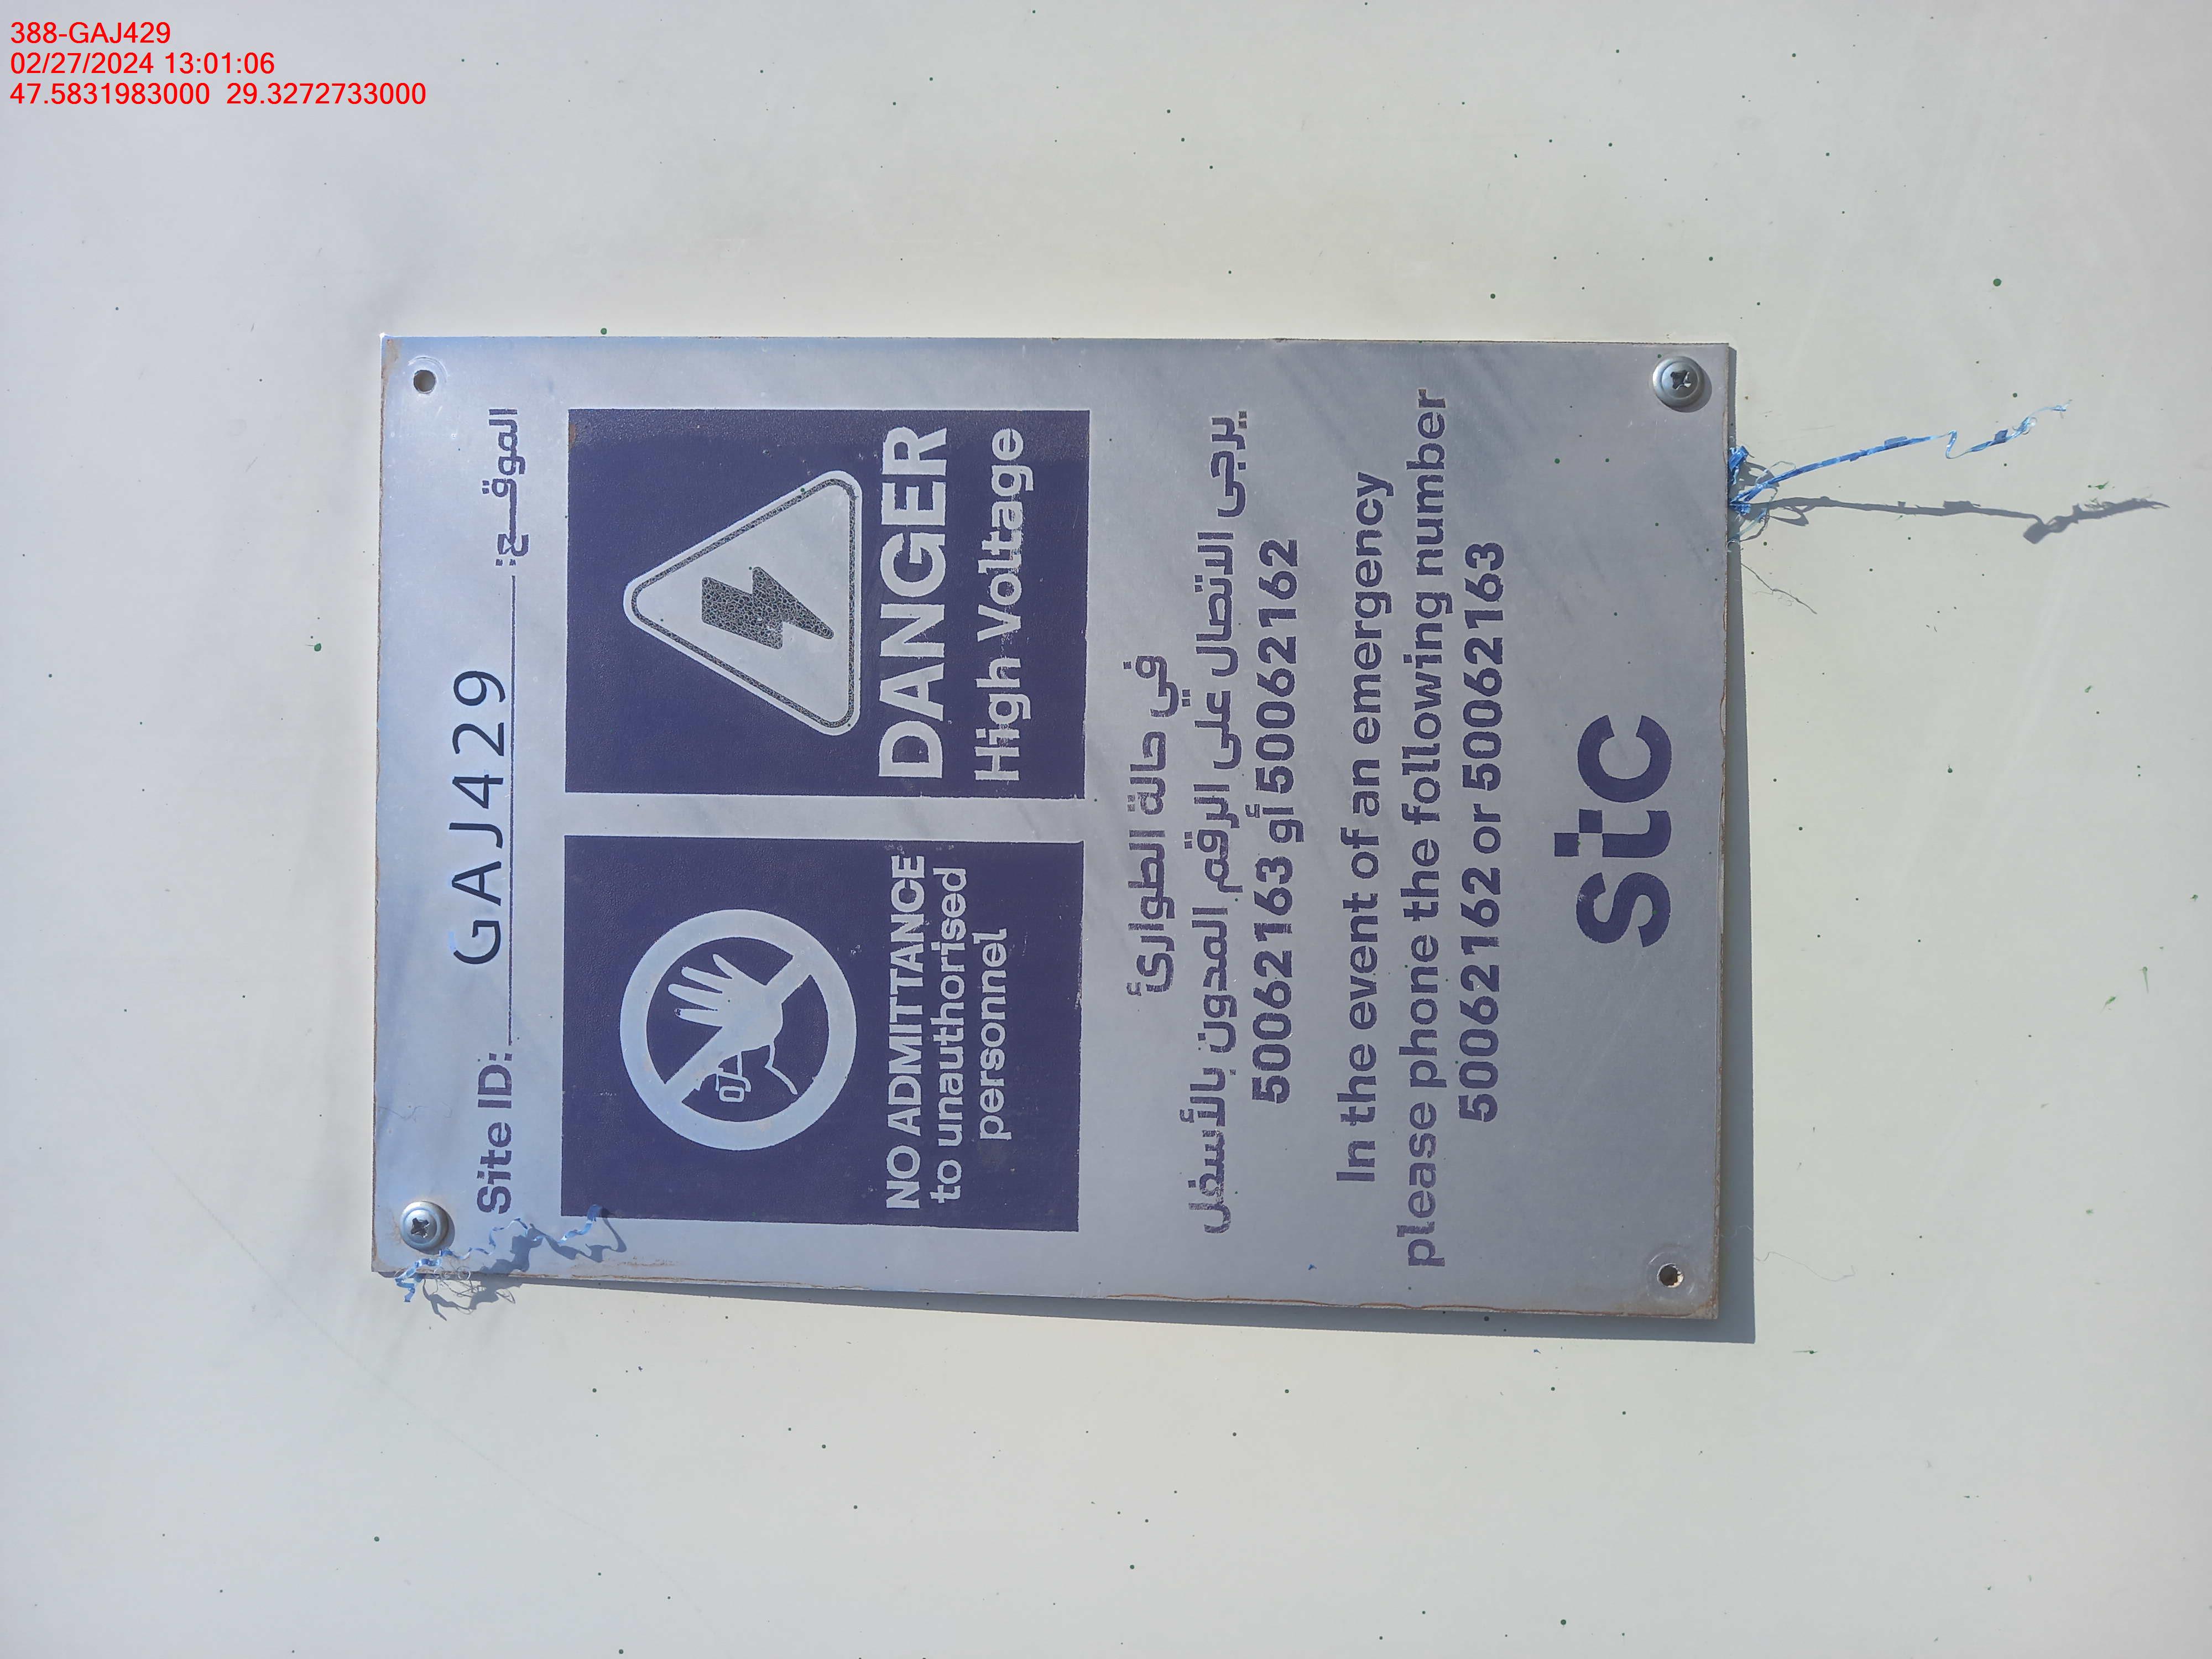 388-GAJ429
02/27/2024 13:01:06
47.5831983000 29.3272733000
Site ID: GAJ429 الموقـــع:
NO ADMITTANCE
to unauthorised
personnel
DANGER
High Voltage
في حالة الطوارئ
يرجى الاتصال على الرقم المدون بالأسفل
50062162 أو 50062163
In the event of an emergency
please phone the following number
50062162 or 50062163
stc